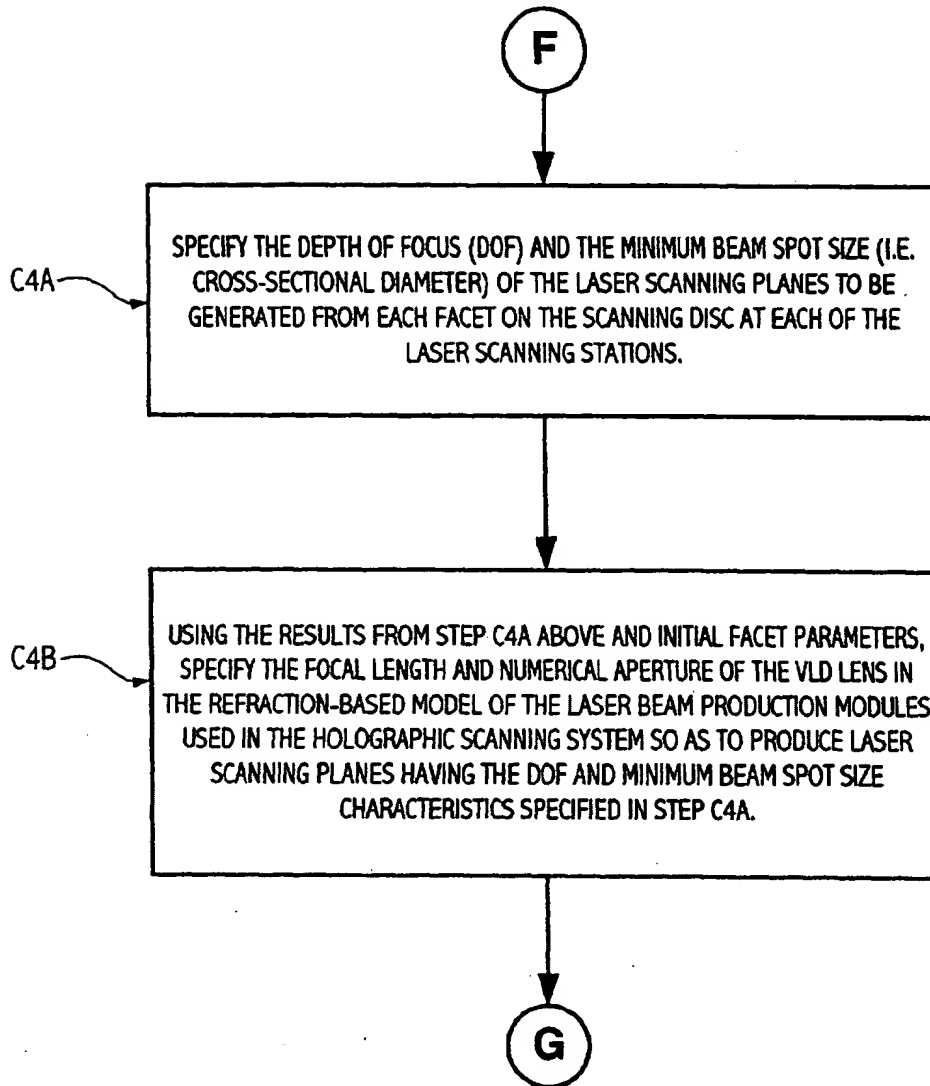 F
C4A
SPECIFY THE DEPTH OF FOCUS (DOF) AND THE MINIMUM BEAM SPOT SIZE (I.E.
CROSS-SECTIONAL DIAMETER) OF THE LASER SCANNING PLANES TO BE
GENERATED FROM EACH FACET ON THE SCANNING DISC AT EACH OF THE
LASER SCANNING STATIONS.
C4B
USING THE RESULTS FROM STEP C4A ABOVE AND INITIAL FACET PARAMETERS,
SPECIFY THE FOCAL LENGTH AND NUMERICAL APERTURE OF THE VLD LENS IN
THE REFRACTION-BASED MODEL OF THE LASER BEAM PRODUCTION MODULES
USED IN THE HOLOGRAPHIC SCANNING SYSTEM SO AS TO PRODUCE LASER
SCANNING PLANES HAVING THE DOF AND MINIMUM BEAM SPOT SIZE
CHARACTERISTICS SPECIFIED IN STEP C4A.
G